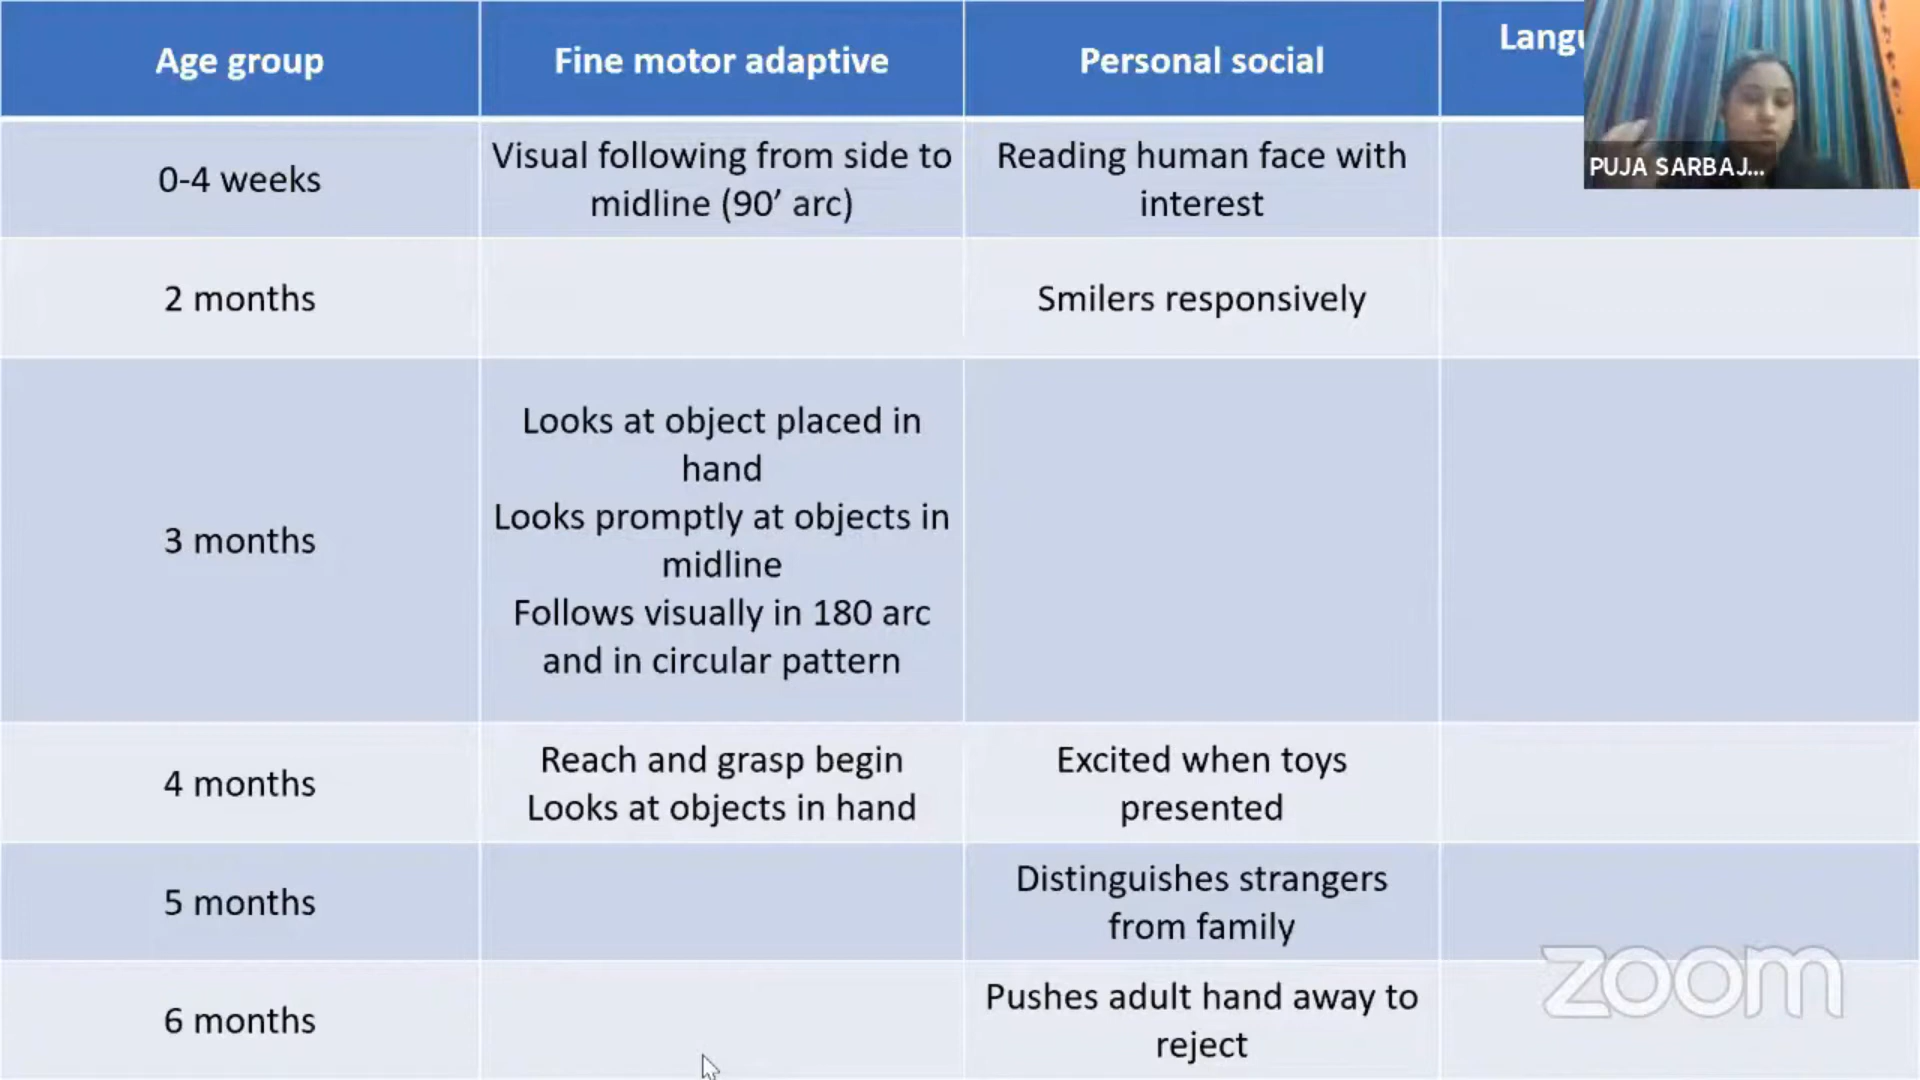 Age group
Fine motor adaptive
Personal social
PUJA SARBAJ...
0-4 weeks
Visual following from side to
midline (90’ arc)
Reading human face with
interest
2 months
Smilers responsively
3 months
Looks at object placed in
hand
Looks promptly at objects in
midline
Follows visually in 180 arc
and in circular pattern
4 months
Reach and grasp begin
Looks at objects in hand
Excited when toys
presented
5 months
Distinguishes strangers
from family
6 months
Pushes adult hand away to
reject
zoom